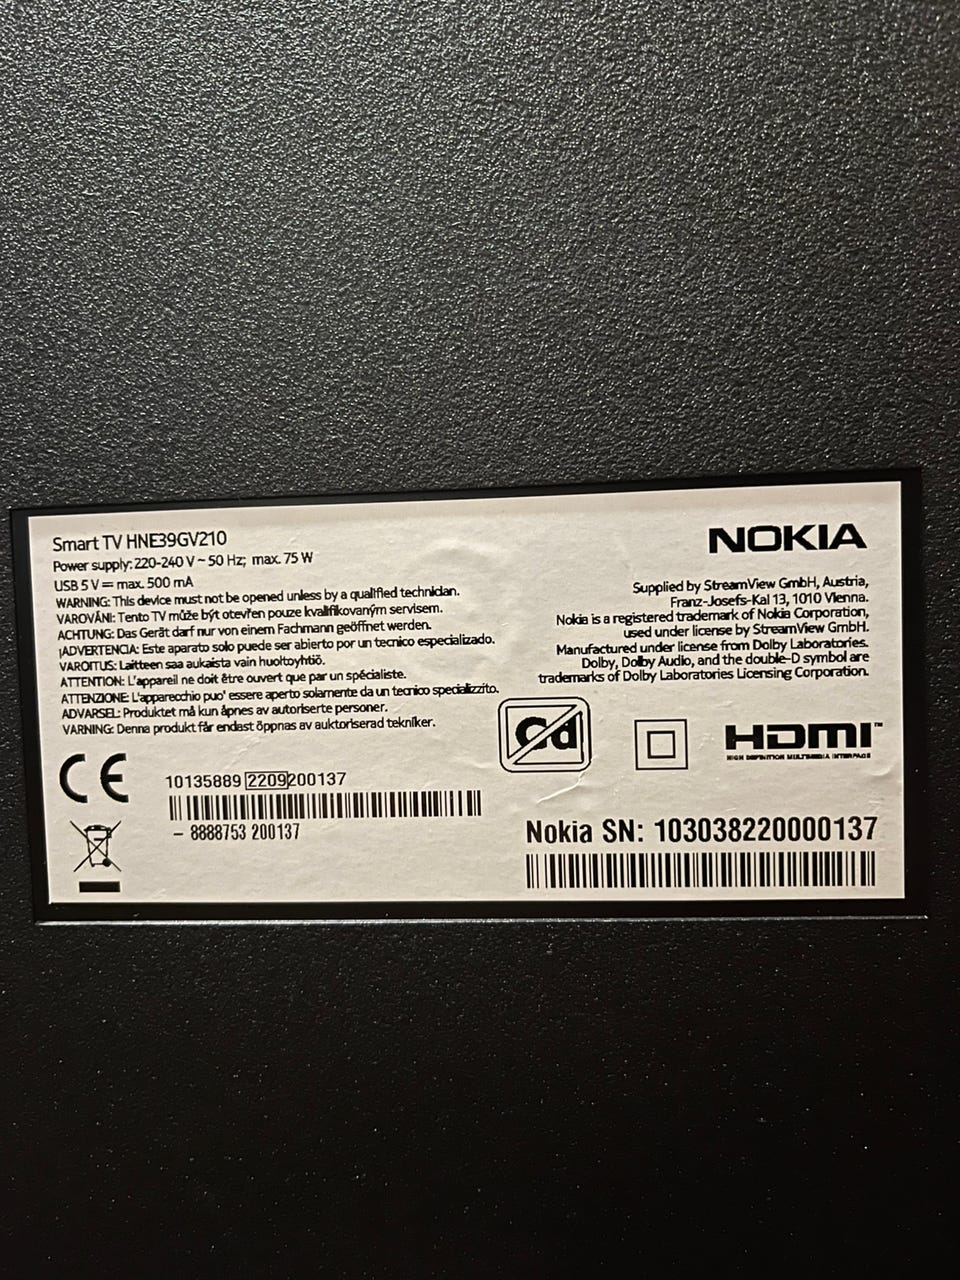 Smart TV HNE39GV210
Power supply: 220-240 V ~ 50 Hz; max. 75 W
USB 5 V ⎓ max. 500 mA
WARNING: This device must not be opened unless by a qualified technician.
VAROVÁNI: Tento TV může být otevřen pouze kvalifikovaným servisem.
ACHTUNG: Das Gerät darf nur von einem Fachmann geöffnet werden.
¡ADVERTENCIA: Este aparato solo puede ser abierto por un tecnico especializado.
VAROITUS: Laitteen saa aukaista vain huoltoyhtiö.
ATTENTION: L'appareil ne doit être ouvert que par un spécialiste.
ATTENZIONE: L'apparecchio puo' essere aperto solamente da un tecnico specializzito.
ADVARSEL: Produktet må kun åpnes av autoriserte personer.
VARNING: Denna produkt får endast öppnas av auktoriserad tekniker.
NOKIA
Supplied by StreamView GmbH, Austria,
Franz-Josefs-Kai 13, 1010 Vienna.
Nokia is a registered trademark of Nokia Corporation,
used under license by StreamView GmbH.
Manufactured under license from Dolby Laboratories.
Dolby, Dolby Audio, and the double-D symbol are
trademarks of Dolby Laboratories Licensing Corporation.
CE
10135889 2209200137
– 8888753 200137
Cd
HDMI™
HIGH DEFINITION MULTIMEDIA INTERFACE
Nokia SN: 103038220000137